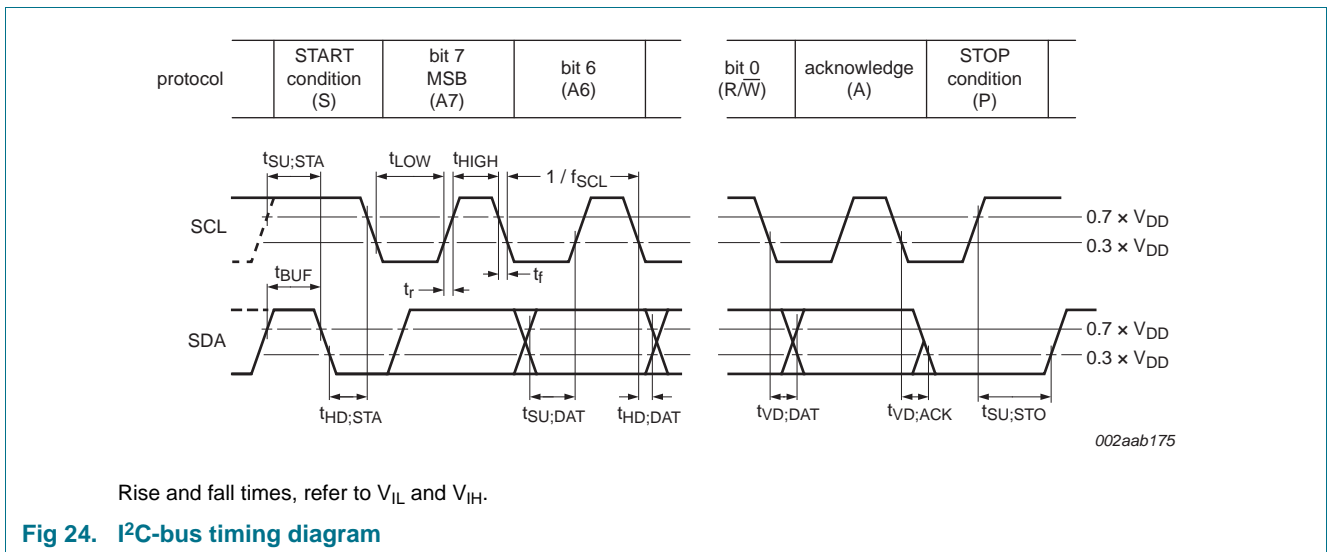 protocol
START
condition
(S)
bit 7
MSB
(A7)
bit 6
(A6)
bit 0
(R/W̅)
acknowledge
(A)
STOP
condition
(P)
tSU;STA
tLOW
tHIGH
1 / fSCL
SCL
0.7 × VDD
0.3 × VDD
tBUF
tr
tf
SDA
0.7 × VDD
0.3 × VDD
tHD;STA
tSU;DAT
tHD;DAT
tVD;DAT
tVD;ACK
tSU;STO
002aab175
Rise and fall times, refer to VIL and VIH.
Fig 24. I²C-bus timing diagram